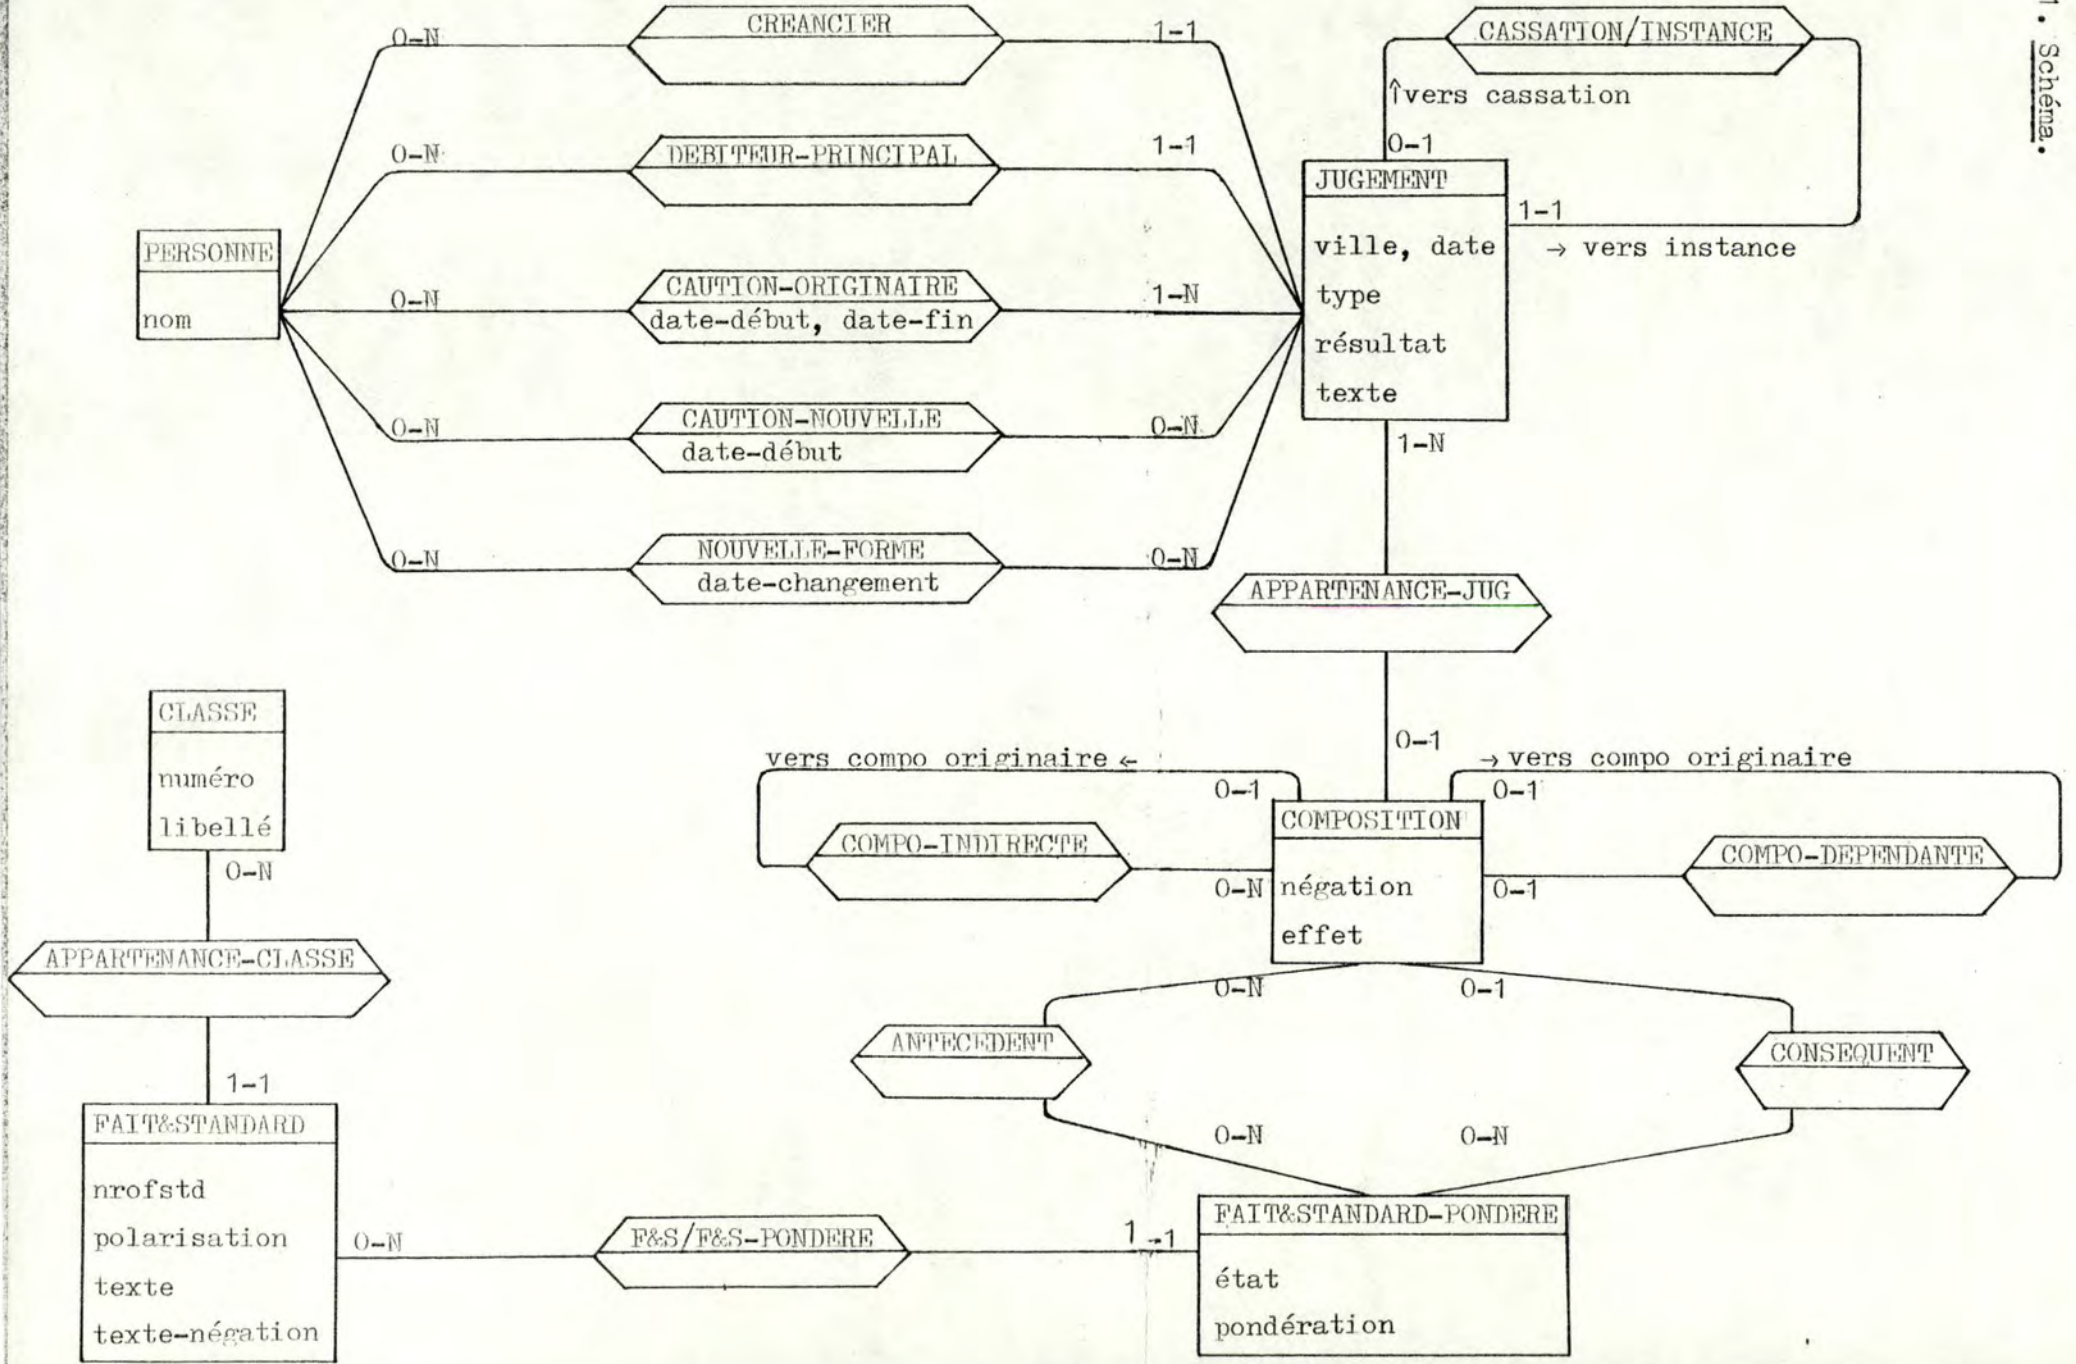 1. Schéma.
CREANCIER
0-N
1-1
DEBITEUR-PRINCIPAL
0-N
1-1
CAUTION-ORIGINAIRE
date-début, date-fin
0-N
1-N
CAUTION-NOUVELLE
date-début
0-N
0-N
NOUVELLE-FORME
date-changement
0-N
0-N
PERSONNE
nom
CASSATION/INSTANCE
↑vers cassation
0-1
JUGEMENT
ville, date
type
résultat
texte
1-1
→ vers instance
1-N
APPARTENANCE-JUG
0-1
CLASSE
numéro
libellé
0-N
APPARTENANCE-CLASSE
1-1
vers compo originaire ←
0-1
→ vers compo originaire
0-1
COMPO-INDIRECTE
0-N
COMPOSITION
négation
effet
0-1
COMPO-DEPENDANTE
0-N
0-1
ANTECEDENT
CONSEQUENT
0-N
0-N
FAIT&STANDARD
nrofstd
polarisation
texte
texte-négation
0-N
F&S/F&S-PONDERE
1-1
FAIT&STANDARD-PONDERE
état
pondération